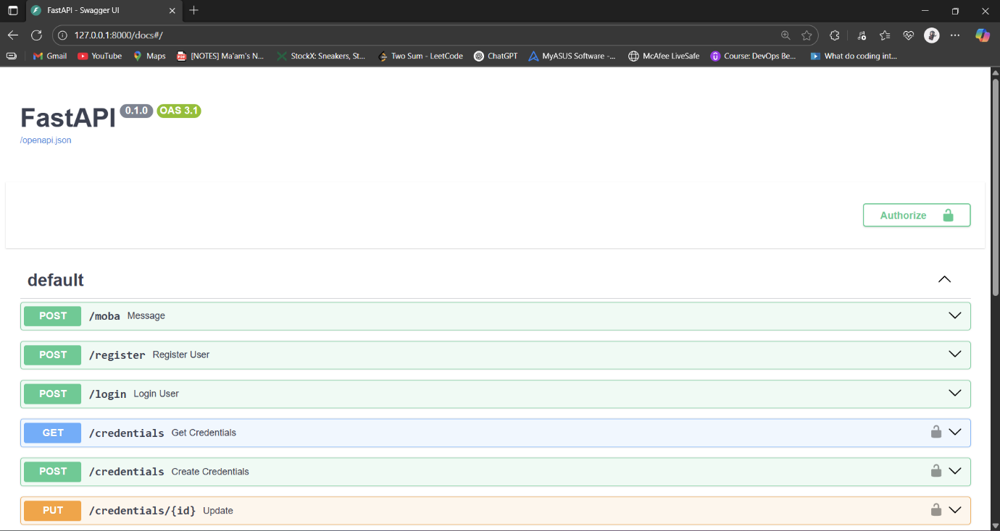 FastAPI - Swagger UI
127.0.0.1:8000/docs#/
Gmail YouTube Maps [NOTES] Ma'am's N... StockX: Sneakers, St... Two Sum - LeetCode ChatGPT MyASUS Software -... McAfee LiveSafe Course: DevOps Be... What do coding int...
FastAPI 0.1.0 OAS 3.1
/openapi.json
Authorize
default
POST /moba Message
POST /register Register User
POST /login Login User
GET /credentials Get Credentials
POST /credentials Create Credentials
PUT /credentials/{id} Update